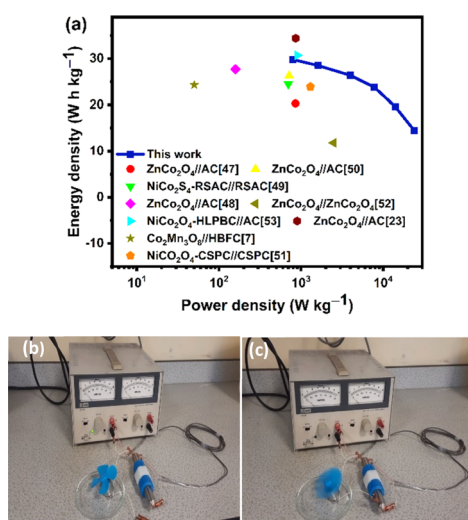 (a)
Energy density (W h kg⁻¹)
40
30
20
10
0
-10
This work
ZnCo₂O₄//AC[47] ZnCo₂O₄//AC[50]
NiCo₂S₄-RSAC//RSAC[49]
ZnCo₂O₄//AC[48] ZnCo₂O₄//ZnCo₂O₄[52]
NiCo₂O₄-HLPBC//AC[53] ZnCo₂O₄//AC[23]
Co₂Mn₃O₈//HBFC[7]
NiCO₂O₄-CSPC//CSPC[51]
10¹ 10² 10³ 10⁴
Power density (W kg⁻¹)
(b) (c)